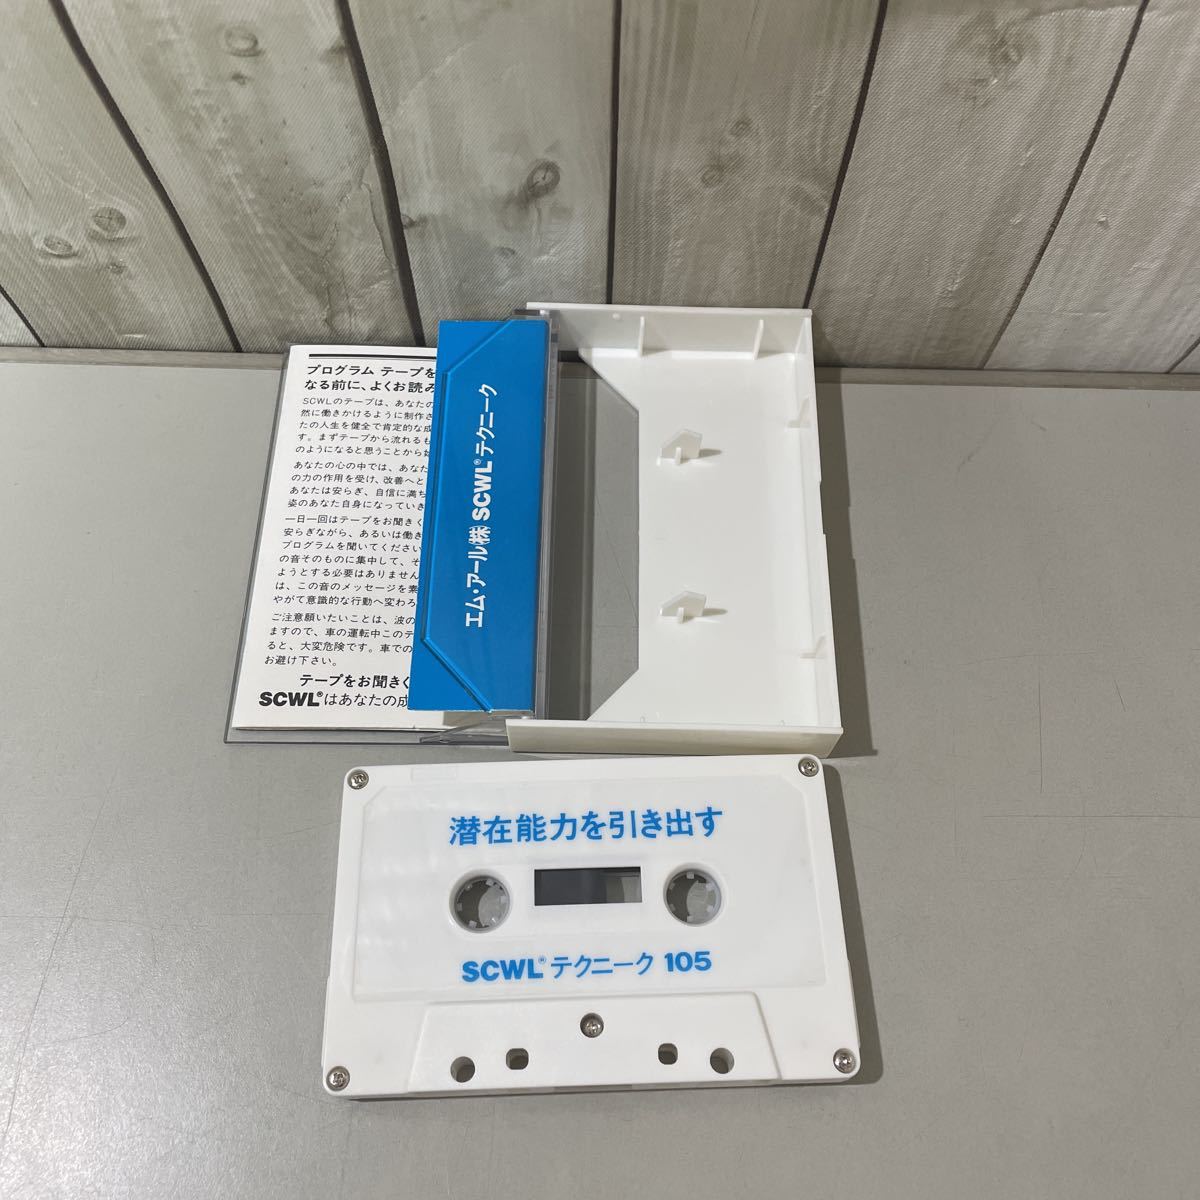 プログラム テープを
なる前に、よくお読み
SCWLのテープは、あなたの
然に働きかけるように制作さ
たの人生を健全で肯定的な成
す。まずテープから流れるも
のようになると思うことから始
あなたの心の中では、あなた
の力の作用を受け、改善へと
あなたは安らぎ、自信に満ち
姿のあなた自身になっていき
一日一回はテープをお聞きく
安らぎながら、あるいは働き
プログラムを聞いてください
の音そのものに集中して、そ
ようとする必要はありません
は、この音のメッセージを素
やがて意識的な行動へ変わろ
ご注意願いたいことは、波の
ますので、車の運転中このテ
ると、大変危険です。車での
お避け下さい。
テープをお聞きく
SCWL®はあなたの成
エム・アール(株) SCWL®テクニーク
潜在能力を引き出す
SCWL®テクニーク 105